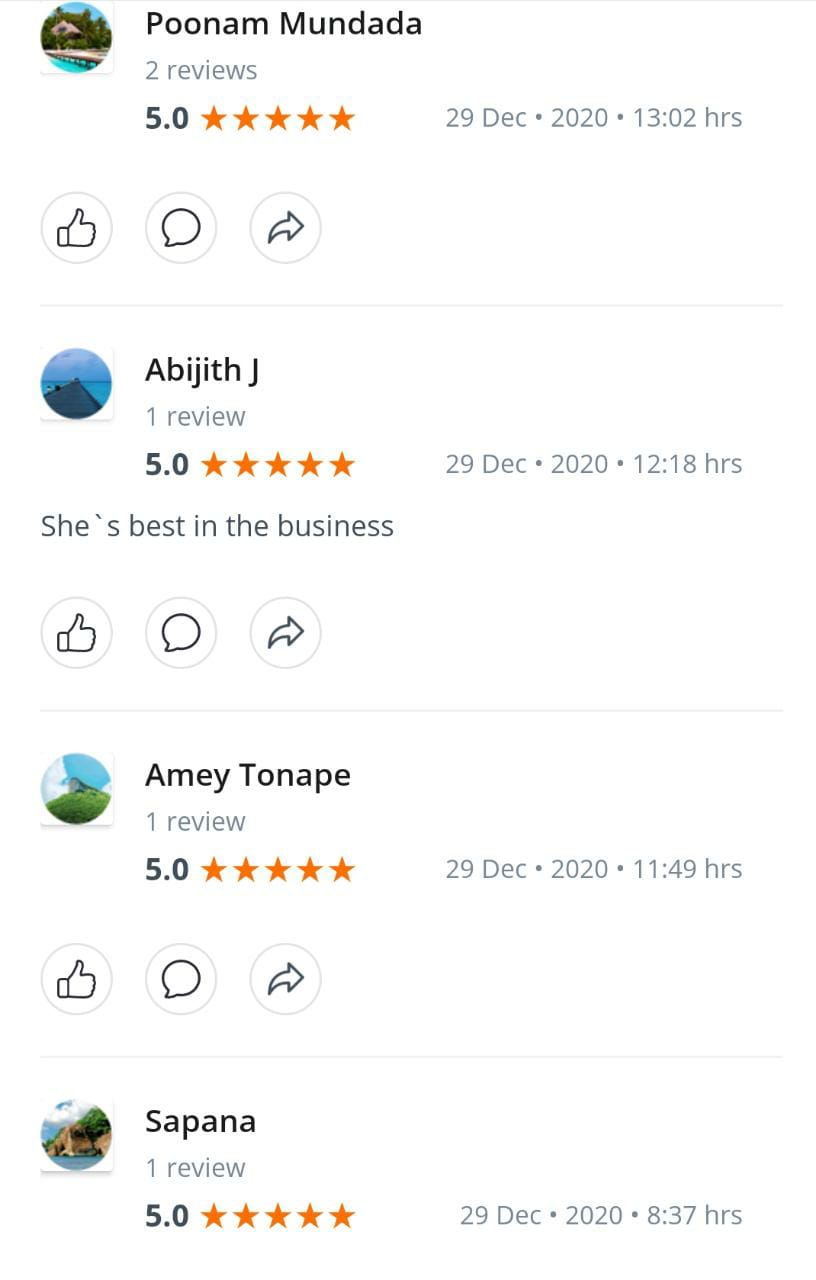 Poonam Mundada
2 reviews
5.0 ★★★★★ 29 Dec • 2020 • 13:02 hrs
Abijith J
1 review
5.0 ★★★★★ 29 Dec • 2020 • 12:18 hrs
She`s best in the business
Amey Tonape
1 review
5.0 ★★★★★ 29 Dec • 2020 • 11:49 hrs
Sapana
1 review
5.0 ★★★★★ 29 Dec • 2020 • 8:37 hrs